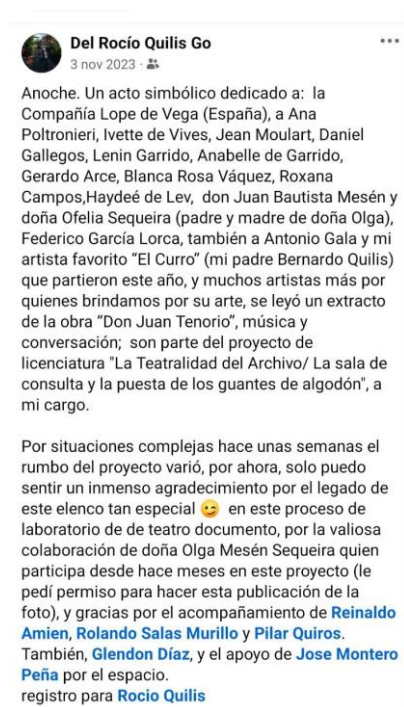 Del Rocío Quilis Go
3 nov 2023 ·
Anoche. Un acto simbólico dedicado a:  la
Compañía Lope de Vega (España), a Ana
Poltronieri, Ivette de Vives, Jean Moulart, Daniel
Gallegos, Lenin Garrido, Anabelle de Garrido,
Gerardo Arce, Blanca Rosa Váquez, Roxana
Campos,Haydeé de Lev,  don Juan Bautista Mesén y
doña Ofelia Sequeira (padre y madre de doña Olga),
Federico García Lorca, también a Antonio Gala y mi
artista favorito “El Curro” (mi padre Bernardo Quilis)
que partieron este año, y muchos artistas más por
quienes brindamos por su arte, se leyó un extracto
de la obra “Don Juan Tenorio”, música y
conversación;  son parte del proyecto de
licenciatura "La Teatralidad del Archivo/ La sala de
consulta y la puesta de los guantes de algodón", a
mi cargo.

Por situaciones complejas hace unas semanas el
rumbo del proyecto varió, por ahora, solo puedo
sentir un inmenso agradecimiento por el legado de
este elenco tan especial 😉  en este proceso de
laboratorio de de teatro documento, por la valiosa
colaboración de doña Olga Mesén Sequeira quien
participa desde hace meses en este proyecto (le
pedí permiso para hacer esta publicación de la
foto), y gracias por el acompañamiento de Reinaldo
Amien, Rolando Salas Murillo y Pilar Quiros.
También, Glendon Díaz, y el apoyo de Jose Montero
Peña por el espacio.
registro para Rocio Quilis